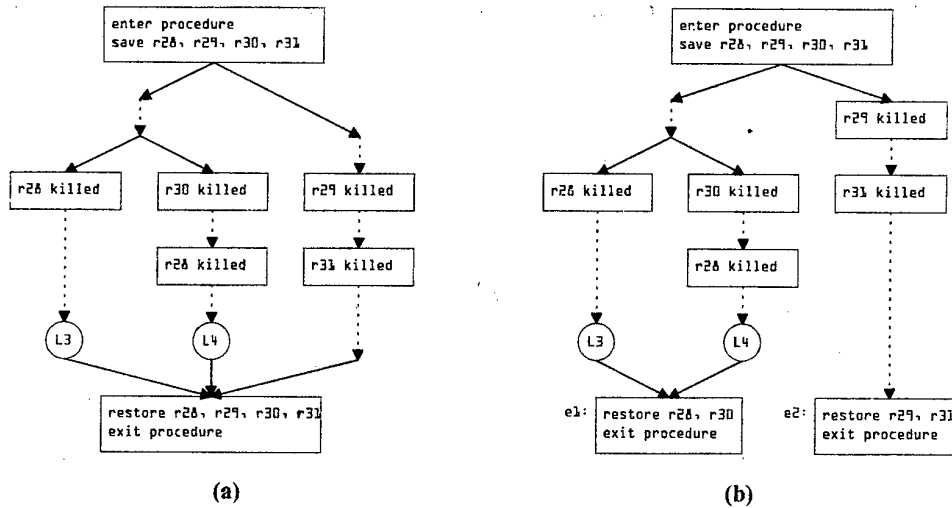 enter procedure
save r28, r29, r30, r31
r28 killed
r30 killed
r29 killed
r28 killed
r31 killed
L3
L4
restore r28, r29, r30, r31
exit procedure
(a)
enter procedure
save r28, r29, r30, r31
r29 killed
r28 killed
r30 killed
r31 killed
r28 killed
L3
L4
e1:
restore r28, r30
exit procedure
e2:
restore r29, r31
exit procedure
(b)